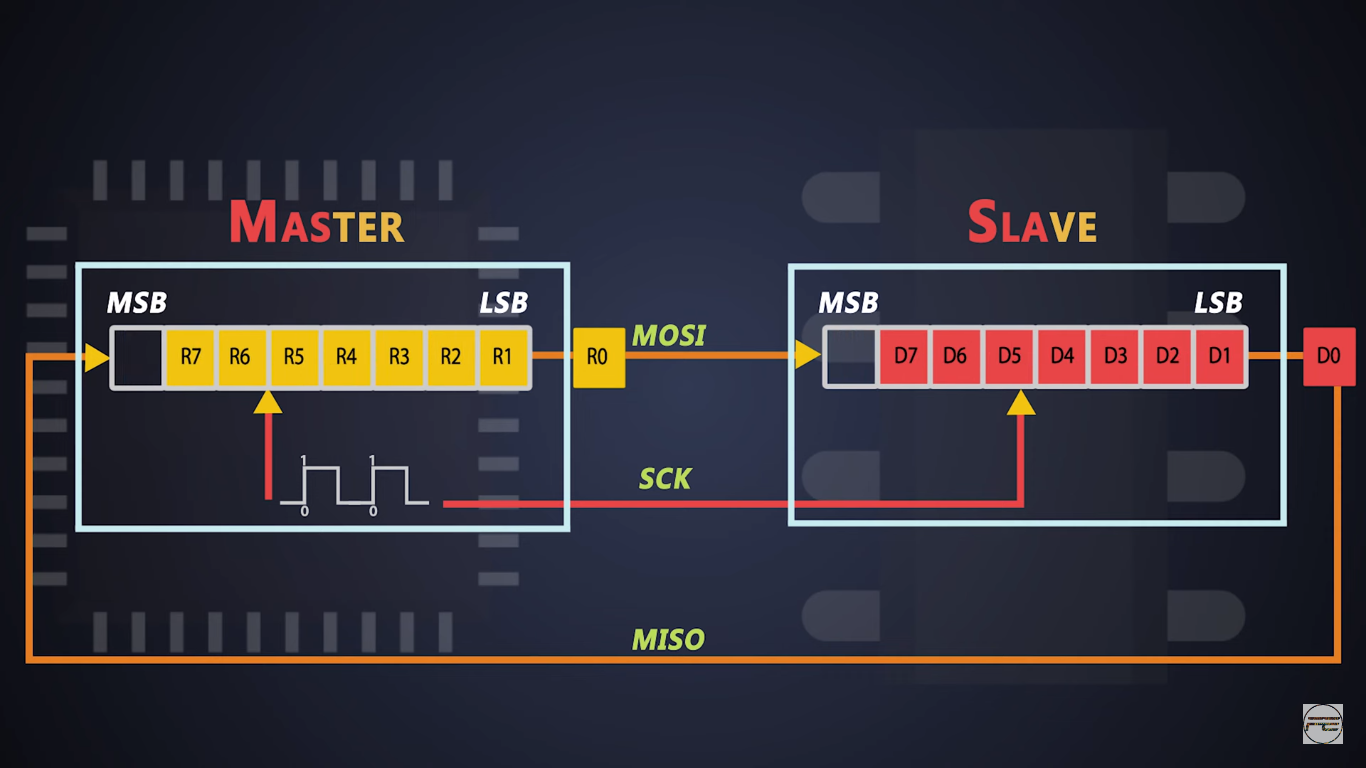 MASTER
SLAVE
MSB LSB
MSB LSB
R7 R6 R5 R4 R3 R2 R1
R0
MOSI
D7 D6 D5 D4 D3 D2 D1
D0
1 1
0 0
SCK
MISO